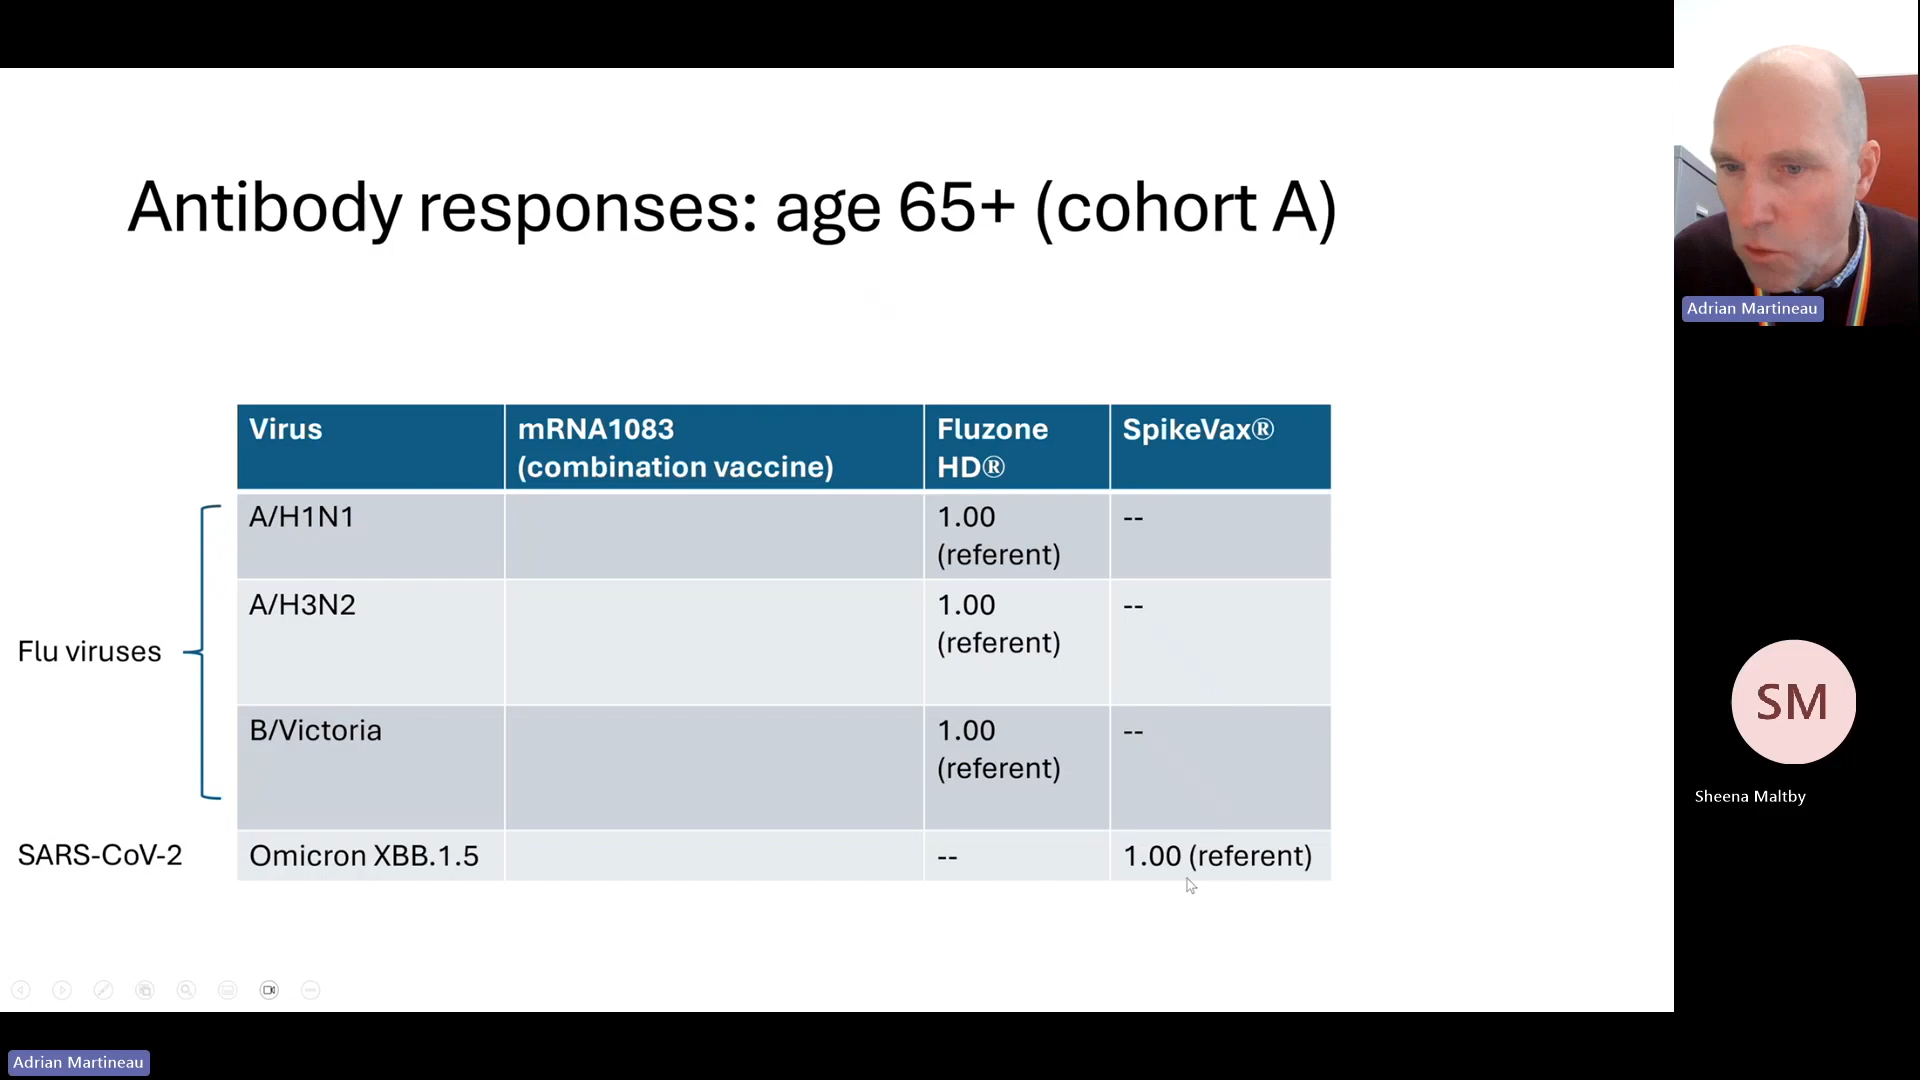 Antibody responses: age 65+ (cohort A)
Adrian Martineau
Virus
mRNA1083
(combination vaccine)
Fluzone
HD®
SpikeVax®
A/H1N1
1.00
(referent)
--
A/H3N2
1.00
(referent)
--
Flu viruses
B/Victoria
1.00
(referent)
--
SARS-CoV-2
Omicron XBB.1.5
--
1.00 (referent)
SM
Sheena Maltby
Adrian Martineau